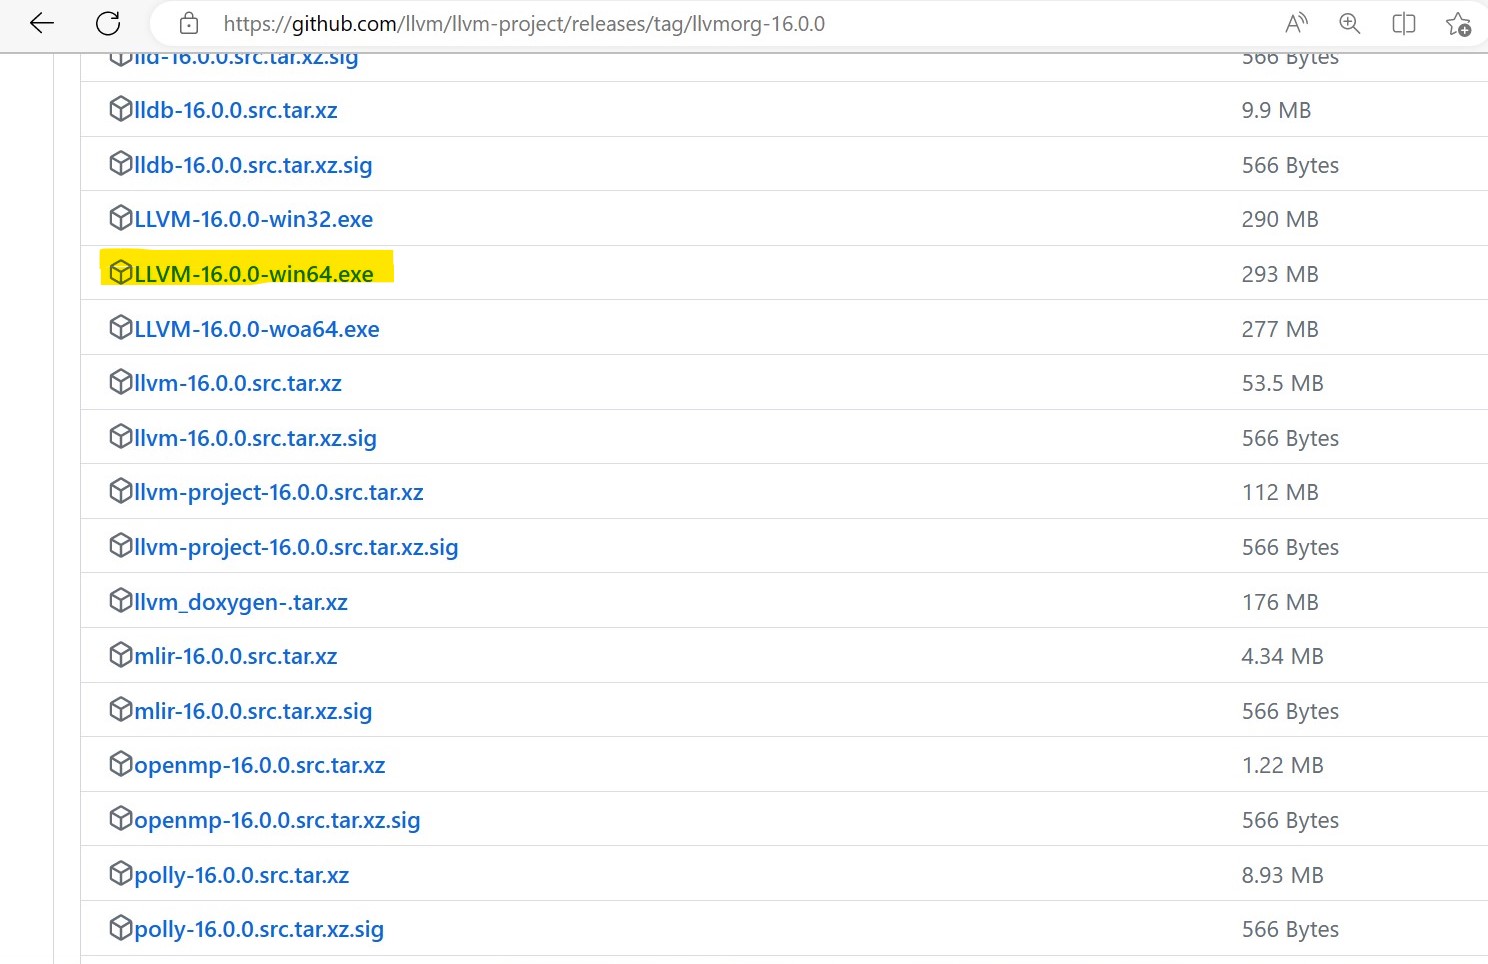 https://github.com/llvm/llvm-project/releases/tag/llvmorg-16.0.0
lld-16.0.0.src.tar.xz.sig 566 Bytes
lldb-16.0.0.src.tar.xz 9.9 MB
lldb-16.0.0.src.tar.xz.sig 566 Bytes
LLVM-16.0.0-win32.exe 290 MB
LLVM-16.0.0-win64.exe 293 MB
LLVM-16.0.0-woa64.exe 277 MB
llvm-16.0.0.src.tar.xz 53.5 MB
llvm-16.0.0.src.tar.xz.sig 566 Bytes
llvm-project-16.0.0.src.tar.xz 112 MB
llvm-project-16.0.0.src.tar.xz.sig 566 Bytes
llvm_doxygen-.tar.xz 176 MB
mlir-16.0.0.src.tar.xz 4.34 MB
mlir-16.0.0.src.tar.xz.sig 566 Bytes
openmp-16.0.0.src.tar.xz 1.22 MB
openmp-16.0.0.src.tar.xz.sig 566 Bytes
polly-16.0.0.src.tar.xz 8.93 MB
polly-16.0.0.src.tar.xz.sig 566 Bytes